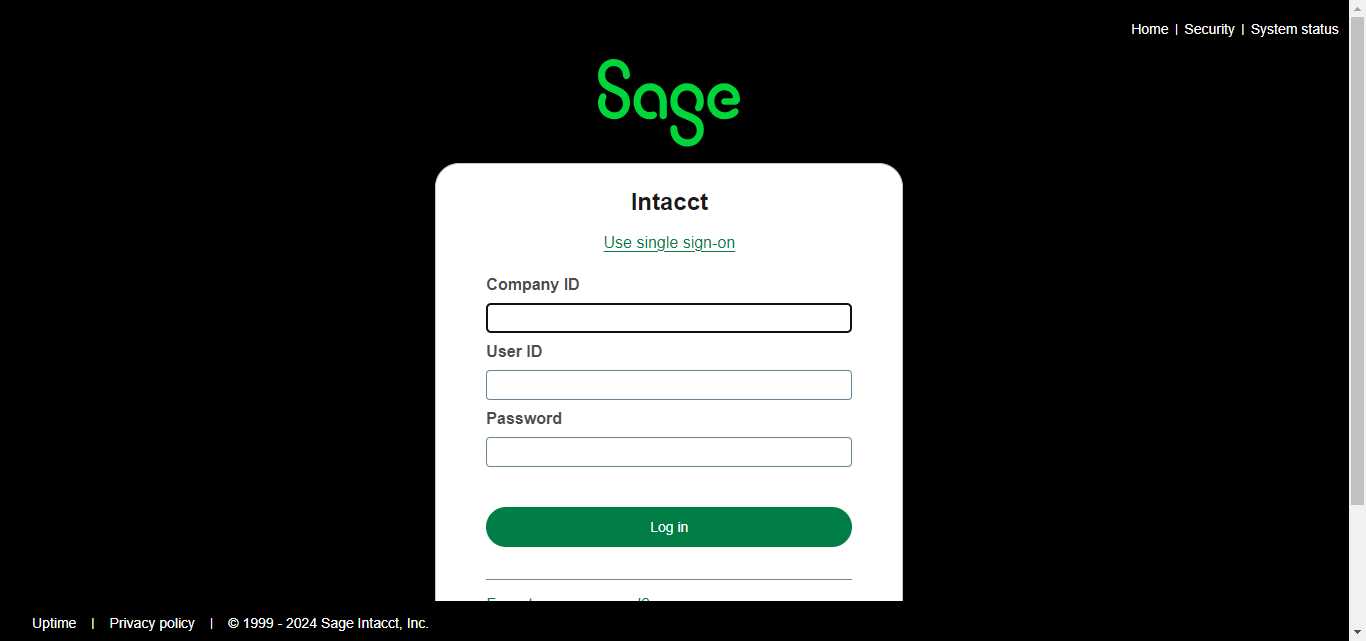 Home | Security | System status
Sage
Intacct
Use single sign-on
Company ID
User ID
Password
Log in
Uptime | Privacy policy | © 1999 - 2024 Sage Intacct, Inc.